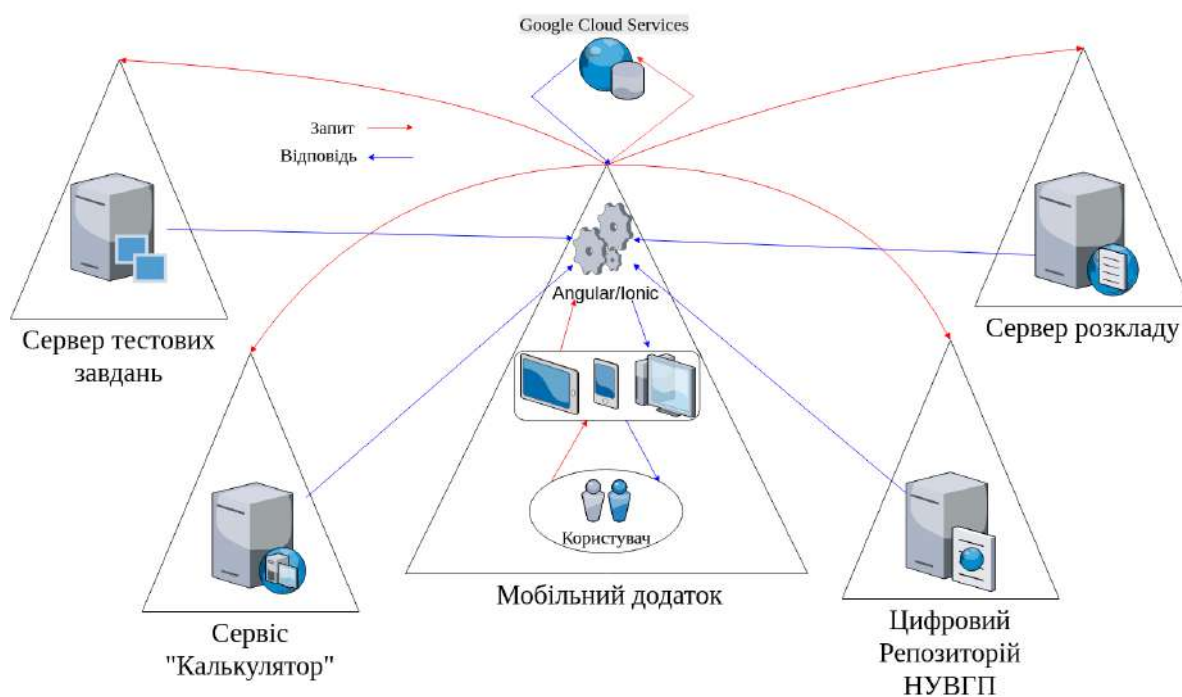 Google Cloud Services
Запит
Відповідь
Angular/Ionic
Сервер тестових
завдань
Сервер розкладу
Користувач
Мобільний додаток
Сервіс
"Калькулятор"
Цифровий
Репозиторій
НУВГП